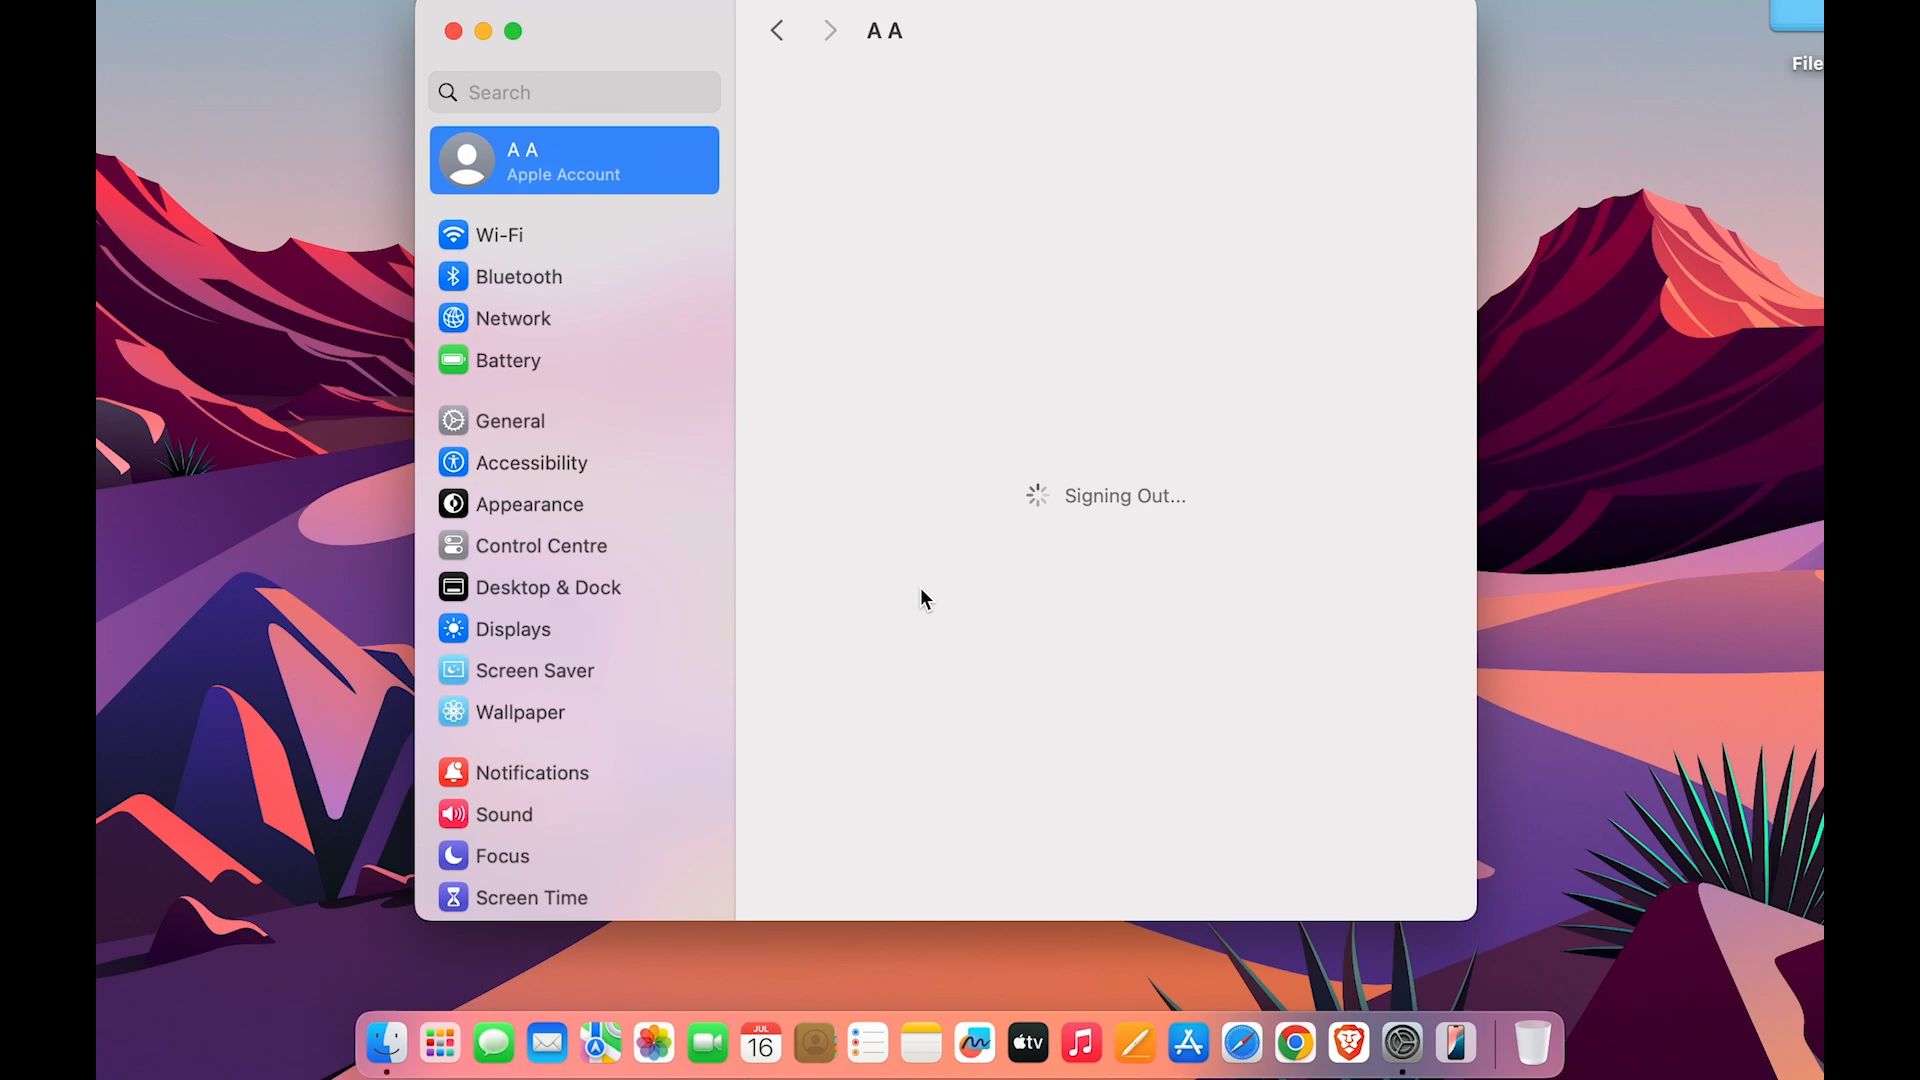 A A
File
Search
A A
Apple Account
Wi-Fi
Bluetooth
Network
Battery
General
Accessibility
Appearance
Control Centre
Desktop & Dock
Displays
Screen Saver
Wallpaper
Notifications
Sound
Focus
Screen Time
Signing Out...
JUL
16
tv